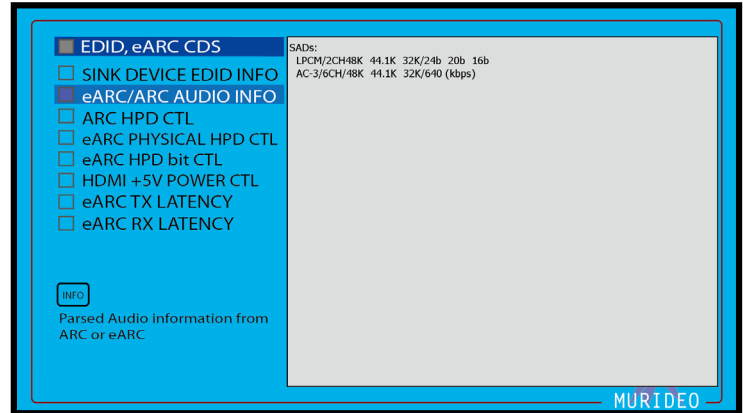 EDID, eARC CDS
SINK DEVICE EDID INFO
eARC/ARC AUDIO INFO
ARC HPD CTL
eARC PHYSICAL HPD CTL
eARC HPD bit CTL
HDMI +5V POWER CTL
eARC TX LATENCY
eARC RX LATENCY
INFO
Parsed Audio information from
ARC or eARC
SADs:
LPCM/2CH48K 44.1K 32K/24b 20b 16b
AC-3/6CH/48K 44.1K 32K/640 (kbps)
MURIDEO